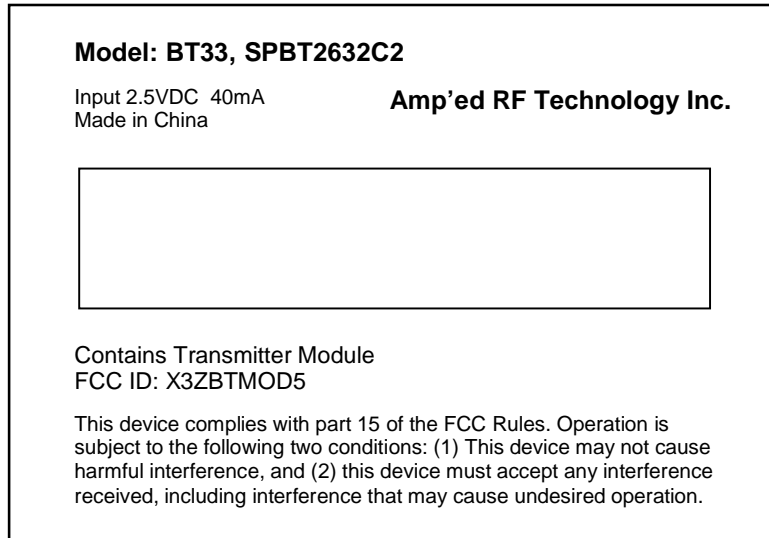 Model: BT33, SPBT2632C2
Input 2.5VDC 40mA
Made in China
Amp’ed RF Technology Inc.
Contains Transmitter Module
FCC ID: X3ZBTMOD5
This device complies with part 15 of the FCC Rules. Operation is
subject to the following two conditions: (1) This device may not cause
harmful interference, and (2) this device must accept any interference
received, including interference that may cause undesired operation.